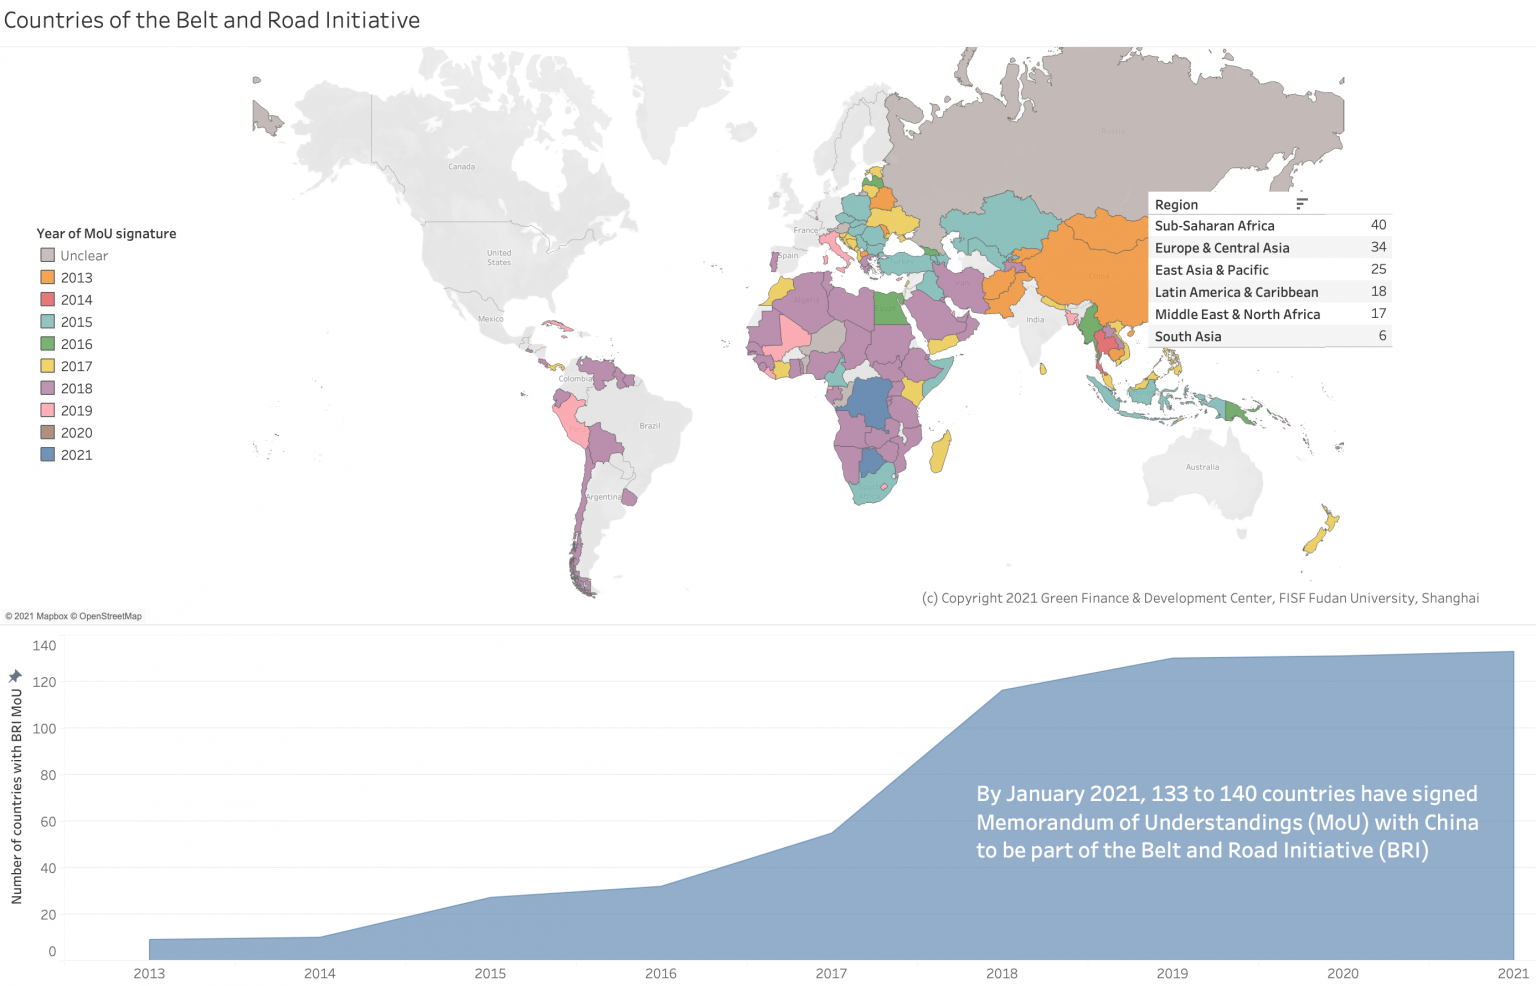 Countries of the Belt and Road Initiative
Canada
United
States
Mexico
Colombia
Brazil
Argentina
France
Spain
Algeria
Iran
India
China
Russia
Australia
Year of MoU signature
Unclear
2013
2014
2015
2016
2017
2018
2019
2020
2021
Region
Sub-Saharan Africa 40
Europe & Central Asia 34
East Asia & Pacific 25
Latin America & Caribbean 18
Middle East & North Africa 17
South Asia 6
(c) Copyright 2021 Green Finance & Development Center, FISF Fudan University, Shanghai
© 2021 Mapbox © OpenStreetMap
Number of countries with BRI MoU
140
120
100
80
60
40
20
0
By January 2021, 133 to 140 countries have signed
Memorandum of Understandings (MoU) with China
to be part of the Belt and Road Initiative (BRI)
2013 2014 2015 2016 2017 2018 2019 2020 2021